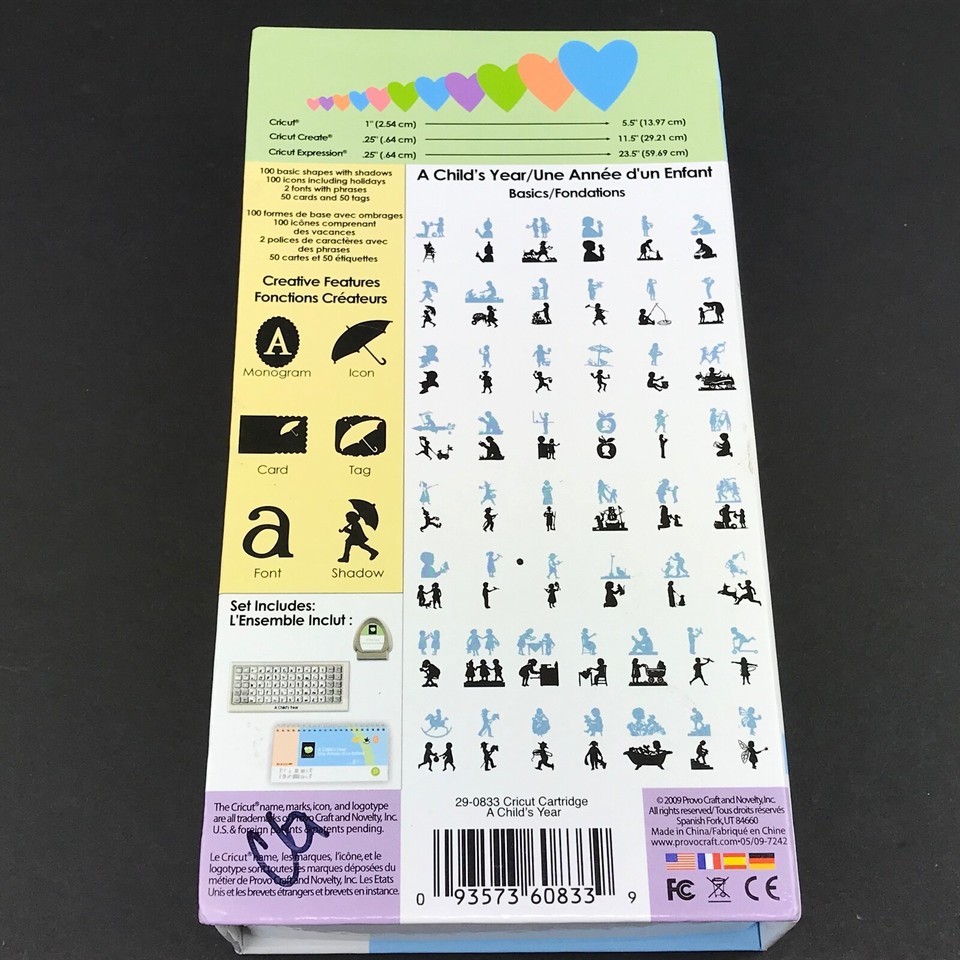 Cricut® 1" (2.54 cm) 5.5" (13.97 cm)
Cricut Create® .25" (.64 cm) 11.5" (29.21 cm)
Cricut Expression® .25" (.64 cm) 23.5" (59.69 cm)
100 basic shapes with shadows
100 icons including holidays
2 fonts with phrases
50 cards and 50 tags
100 formes de base avec ombrages
100 icônes comprenant
des vacances
2 polices de caractères avec
des phrases
50 cartes et 50 étiquettes
Creative Features
Fonctions Créateurs
A
Monogram Icon
Card Tag
a
Font Shadow
Set Includes:
L'Ensemble Inclut :
A Child's Year
A Child's Year/Une Année d'un Enfant
Basics/Fondations
The Cricut® name, marks, icon, and logotype
are all trademarks of Provo Craft and Novelty, Inc.
U.S. & foreign patents & patents pending.
Le Cricut® name, les marques, l'icône, et le
logotype sont toutes les marques déposées du
métier de Provo Craft and Novelty, Inc. Les Etats
Unis et les brevets étrangers et brevets en instance.
29-0833 Cricut Cartridge
A Child's Year
0 93573 60833 9
©2009 Provo Craft and Novelty, Inc.
All rights reserved/Tous droits réservés
Spanish Fork, UT 84660
Made in China/Fabriqué en Chine
www.provocraft.com•05/09-7242
FC CE